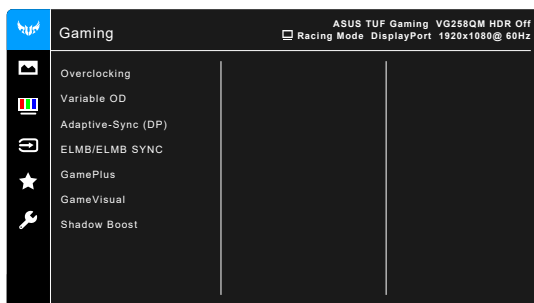 Gaming
ASUS TUF Gaming VG258QM HDR Off
Racing Mode DisplayPort 1920x1080@ 60Hz
Overclocking
Variable OD
Adaptive-Sync (DP)
ELMB/ELMB SYNC
GamePlus
GameVisual
Shadow Boost